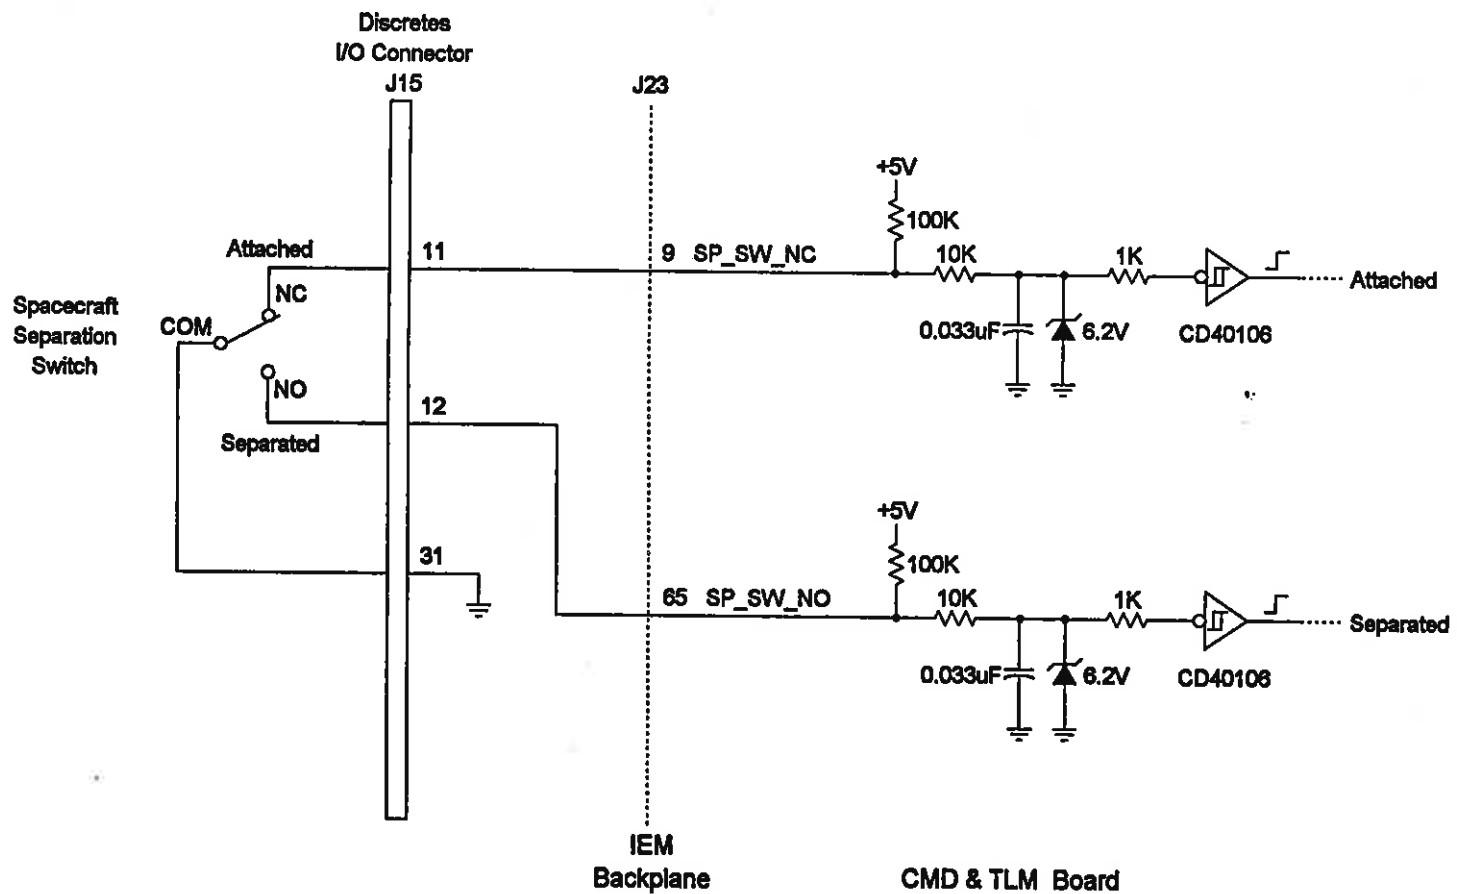 Discretes
I/O Connector
J15
J23
+5V
100K
Attached
11
9 SP_SW_NC
10K
1K
Attached
Spacecraft
Separation
Switch
COM
NC
0.033uF
6.2V
CD40106
NO
12
Separated
+5V
100K
31
65 SP_SW_NO
10K
1K
Separated
0.033uF
6.2V
CD40106
IEM
Backplane
CMD & TLM Board